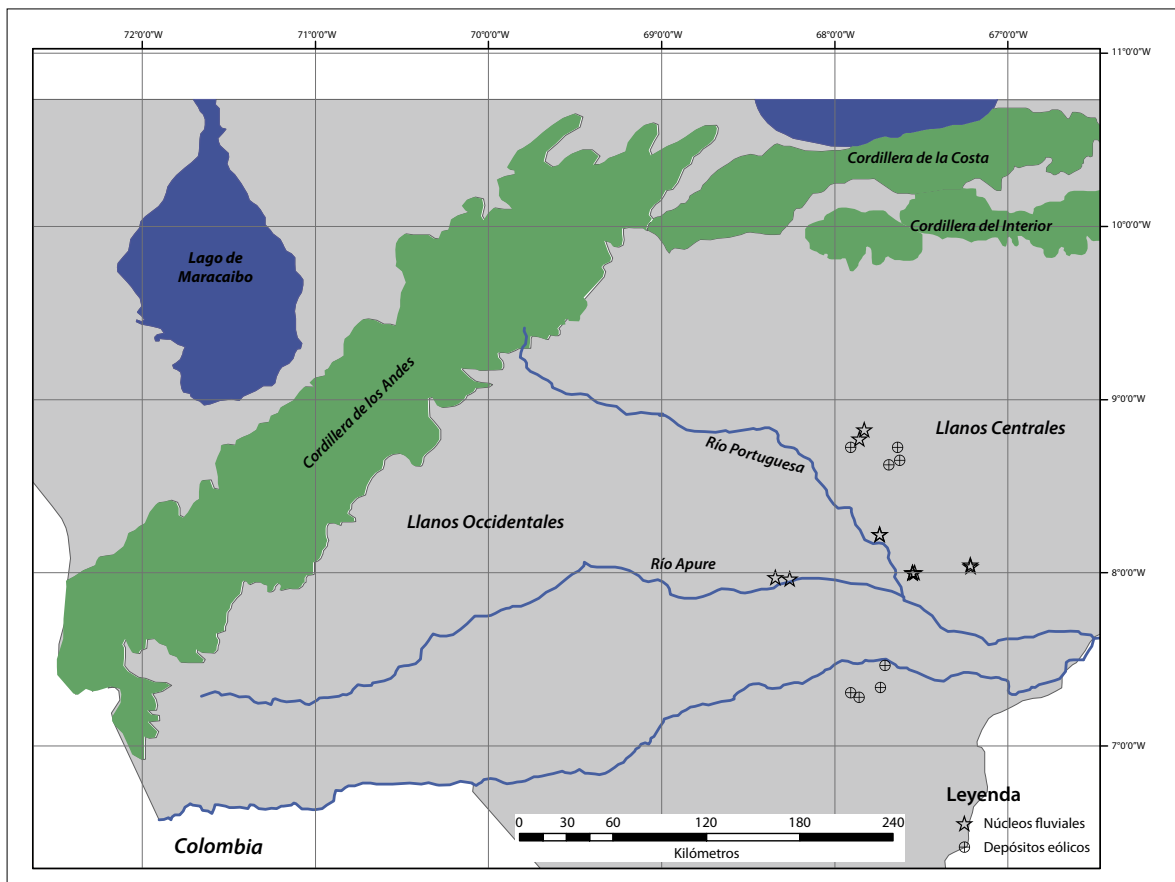 72°0'0"W
71°0'0"W
70°0'0"W
69°0'0"W
68°0'0"W
67°0'0"W
11°0'0"W
Cordillera de la Costa
10°0'0"W
Cordillera del Interior
Lago de
Maracaibo
Cordillera de los Andes
9°0'0"W
Llanos Centrales
Río Portuguesa
Llanos Occidentales
Río Apure
8°0'0"W
7°0'0"W
Leyenda
Núcleos fluviales
Depósitos eólicos
0 30 60 120 180 240
Kilómetros
Colombia